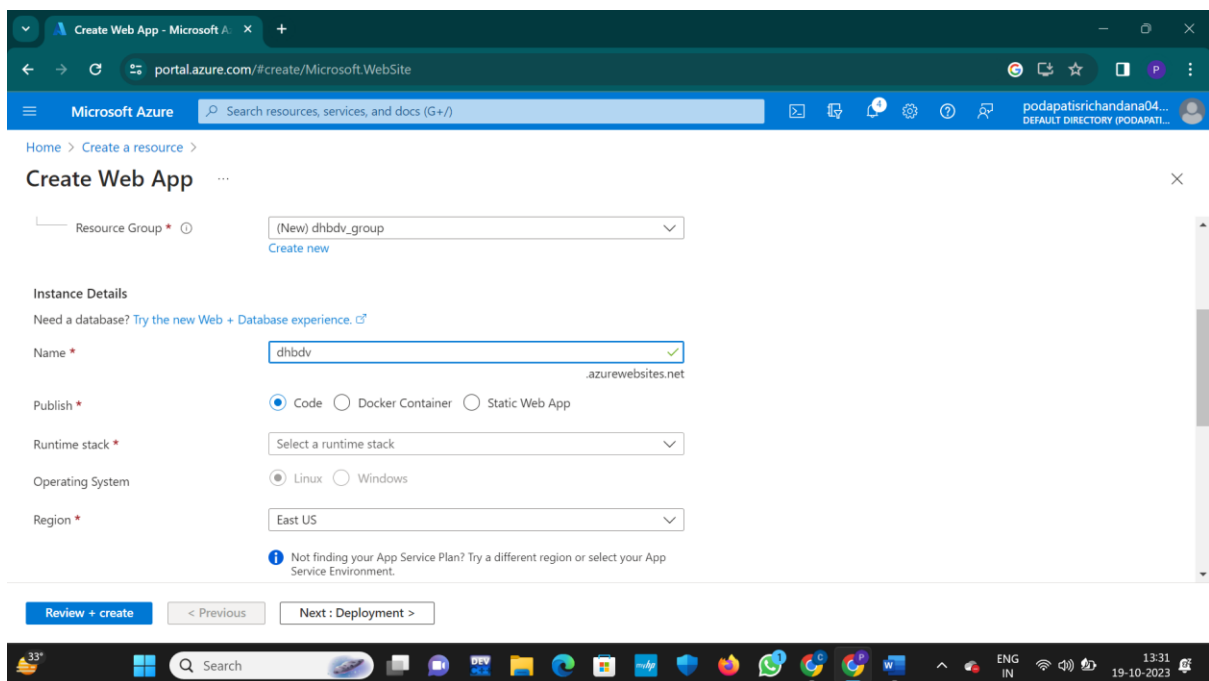 Create Web App - Microsoft A
portal.azure.com/#create/Microsoft.WebSite
P
Microsoft Azure
Search resources, services, and docs (G+/)
4
podapatisrichandana04...
DEFAULT DIRECTORY (PODAPATI...
Home > Create a resource >
Create Web App ...
Resource Group *
(New) dhbdv_group
Create new
Instance Details
Need a database? Try the new Web + Database experience.
Name *
dhbdv
.azurewebsites.net
Publish *
Code Docker Container Static Web App
Runtime stack *
Select a runtime stack
Operating System
Linux Windows
Region *
East US
Not finding your App Service Plan? Try a different region or select your App
Service Environment.
Review + create
< Previous
Next : Deployment >
33°
Search
DEV
myhp
ENG
IN
13:31
19-10-2023